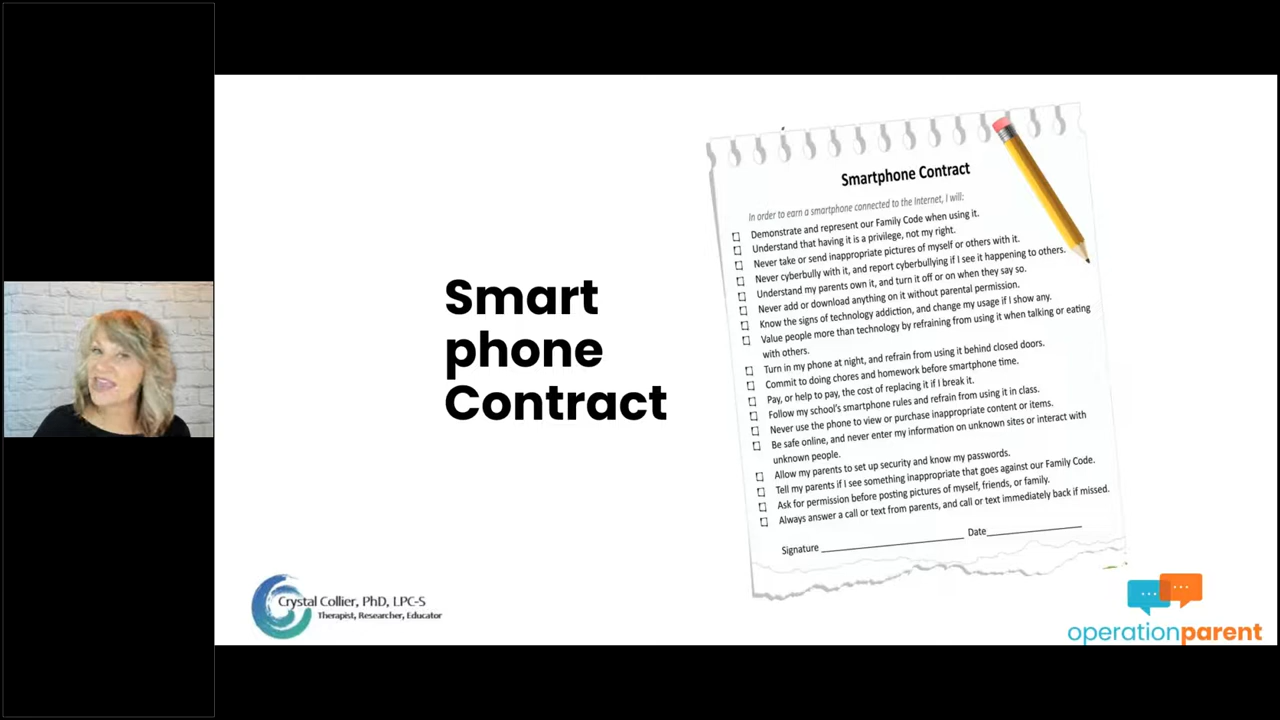 Smart
phone
Contract
Smartphone Contract
In order to earn a smartphone connected to the Internet, I will:
Demonstrate and represent our Family Code when using it.
Understand that having it is a privilege, not my right.
Never take or send inappropriate pictures of myself or others with it.
Never cyberbully with it, and report cyberbullying if I see it happening to others.
Understand my parents own it, and turn it off or on when they say so.
Never add or download anything on it without parental permission.
Know the signs of technology addiction, and change my usage if I show any.
Value people more than technology by refraining from using it when talking or eating
with others.
Turn in my phone at night, and refrain from using it behind closed doors.
Commit to doing chores and homework before smartphone time.
Pay, or help to pay, the cost of replacing it if I break it.
Follow my school's smartphone rules and refrain from using it in class.
Never use the phone to view or purchase inappropriate content or items.
Be safe online, and never enter my information on unknown sites or interact with
unknown people.
Allow my parents to set up security and know my passwords.
Tell my parents if I see something inappropriate that goes against our Family Code.
Ask for permission before posting pictures of myself, friends, or family.
Always answer a call or text from parents, and call or text immediately back if missed.
Signature ____________________ Date____________
Crystal Collier, PhD, LPC-S
Therapist, Researcher, Educator
operationparent